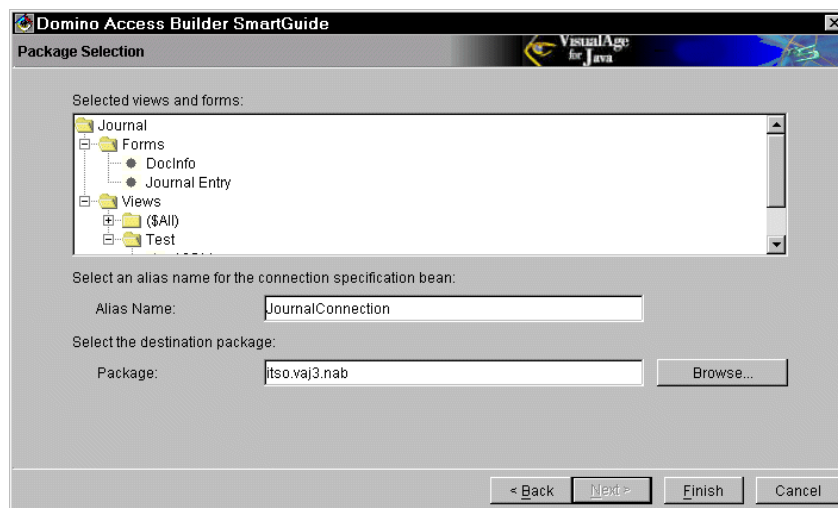 Domino Access Builder SmartGuide
Package Selection
VisualAge
for Java
Selected views and forms:
Journal
Forms
DocInfo
Journal Entry
Views
($All)
Test
Select an alias name for the connection specification bean:
Alias Name: JournalConnection
Select the destination package:
Package: itso.vaj3.nab Browse...
< Back Next > Finish Cancel